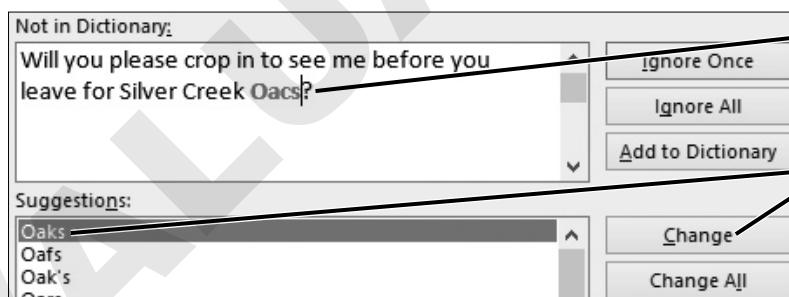 Not in Dictionary:
Will you please crop in to see me before you
leave for Silver Creek Oacs?
Ignore Once
Ignore All
Add to Dictionary
Suggestions:
Oaks
Oafs
Oak's
Change
Change All